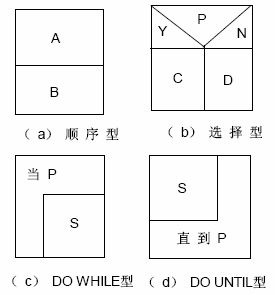 A
B
（ a） 顺 序 型
Y P N
C D
（ b） 选 择 型
当 P
S
（ c） DO WHILE型
S
直 到 P
（ d） DO UNTIL型